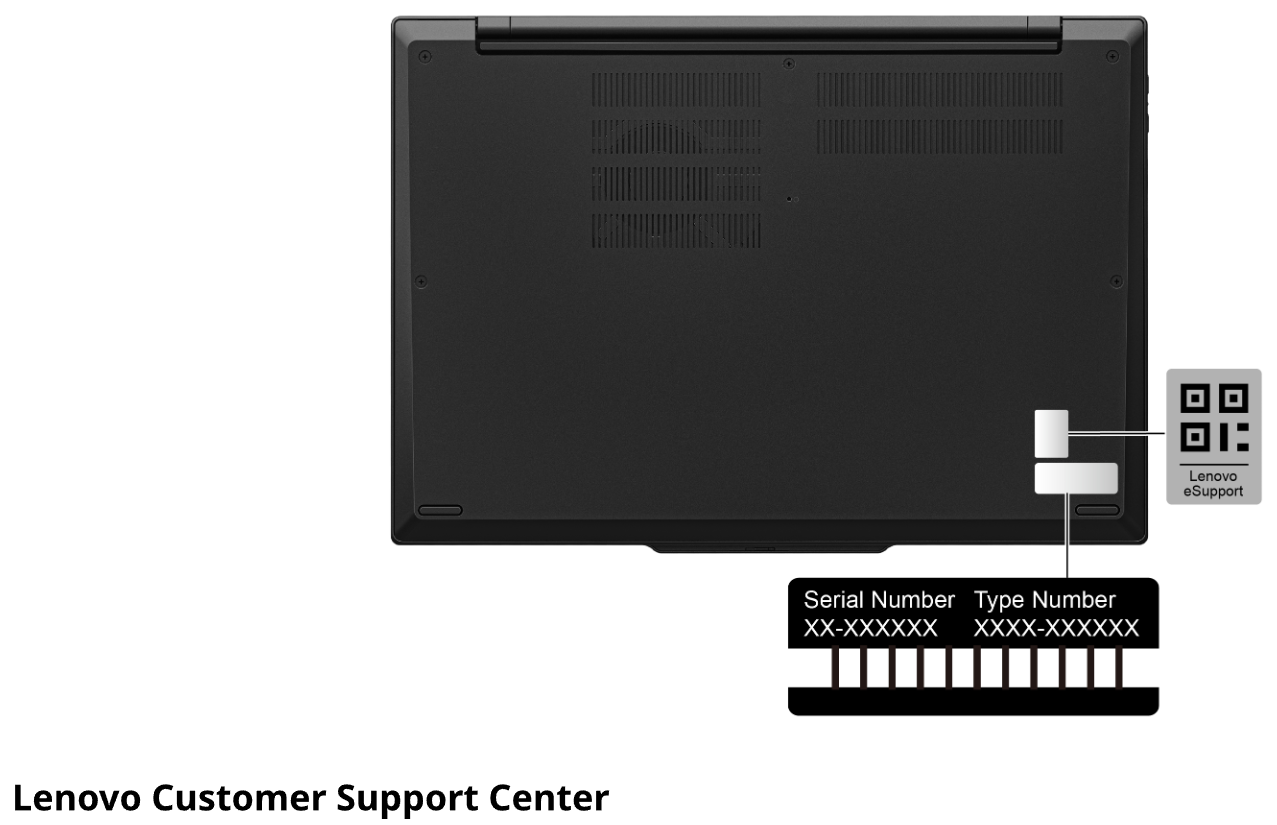 Lenovo
eSupport
Serial Number Type Number
XX-XXXXXX XXXX-XXXXXX
Lenovo Customer Support Center